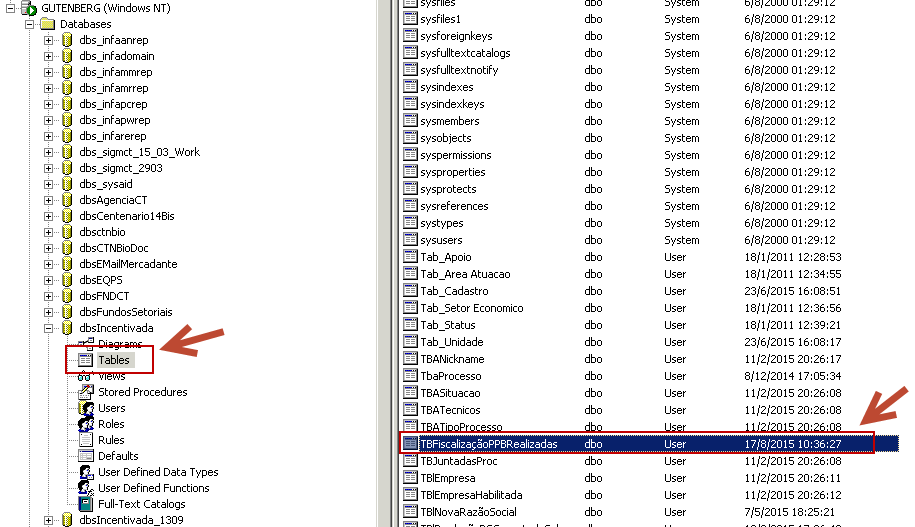 GUTENBERG (Windows NT)
Databases
dbs_infaanrep
dbs_infadomain
dbs_infammrep
dbs_infamrrep
dbs_infapcrep
dbs_infapwrep
dbs_infarerep
dbs_sigmct_15_03_Work
dbs_sigmct_2903
dbs_sysaid
dbsAgenciaCT
dbsCentenario14Bis
dbsctnbio
dbsCTNBioDoc
dbsEMailMercadante
dbsEQPS
dbsFNDCT
dbsFundosSetoriais
dbsIncentivada
Diagrams
Tables
Views
Stored Procedures
Users
Roles
Rules
Defaults
User Defined Data Types
User Defined Functions
Full-Text Catalogs
dbsIncentivada_1309
sysfiles dbo System 6/8/2000 01:29:12
sysfiles1 dbo System 6/8/2000 01:29:12
sysforeignkeys dbo System 6/8/2000 01:29:12
sysfulltextcatalogs dbo System 6/8/2000 01:29:12
sysfulltextnotify dbo System 6/8/2000 01:29:12
sysindexes dbo System 6/8/2000 01:29:12
sysindexkeys dbo System 6/8/2000 01:29:12
sysmembers dbo System 6/8/2000 01:29:12
sysobjects dbo System 6/8/2000 01:29:12
syspermissions dbo System 6/8/2000 01:29:12
sysproperties dbo System 6/8/2000 01:29:12
sysprotects dbo System 6/8/2000 01:29:12
sysreferences dbo System 6/8/2000 01:29:12
systypes dbo System 6/8/2000 01:29:12
sysusers dbo System 6/8/2000 01:29:12
Tab_Apoio dbo User 18/1/2011 12:28:53
Tab_Area Atuacao dbo User 18/1/2011 12:34:55
Tab_Cadastro dbo User 23/6/2015 16:08:51
Tab_Setor Economico dbo User 18/1/2011 12:36:56
Tab_Status dbo User 18/1/2011 12:39:21
Tab_Unidade dbo User 23/6/2015 16:08:17
TBANickname dbo User 11/2/2015 20:26:17
TbaProcesso dbo User 8/12/2014 17:05:34
TBASituacao dbo User 11/2/2015 20:26:08
TBATecnicos dbo User 11/2/2015 20:26:08
TBATipoProcesso dbo User 11/2/2015 20:26:08
TBFiscalizaçãoPPBRealizadas dbo User 17/8/2015 10:36:27
TBJuntadasProc dbo User 11/2/2015 20:26:08
TBlEmpresa dbo User 11/2/2015 20:26:11
TBlEmpresaHabilitada dbo User 11/2/2015 20:26:12
TBlNovaRazãoSocial dbo User 7/5/2015 18:25:21